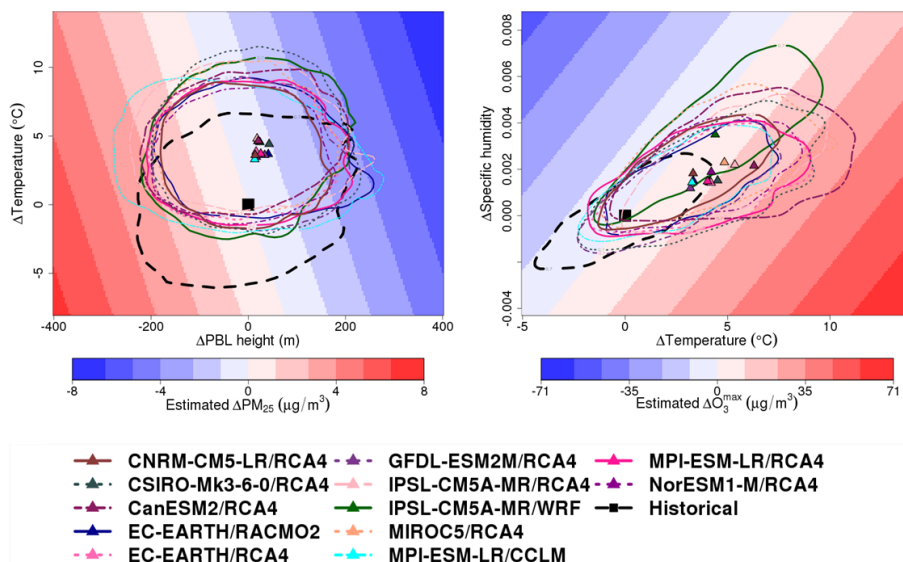 ΔTemperature (°C)
10
5
0
-5
-400
-200
0
200
400
ΔPBL height (m)
ΔSpecific humidity
0.008
0.006
0.004
0.002
0.000
-0.004
-5
0
5
10
ΔTemperature (°C)
-8
-4
0
4
8
Estimated ΔPM25 (μg/m³)
-71
-35
0
35
71
Estimated ΔO3max (μg/m³)
CNRM-CM5-LR/RCA4
CSIRO-Mk3-6-0/RCA4
CanESM2/RCA4
EC-EARTH/RACMO2
EC-EARTH/RCA4
GFDL-ESM2M/RCA4
IPSL-CM5A-MR/RCA4
IPSL-CM5A-MR/WRF
MIROC5/RCA4
MPI-ESM-LR/CCLM
MPI-ESM-LR/RCA4
NorESM1-M/RCA4
Historical